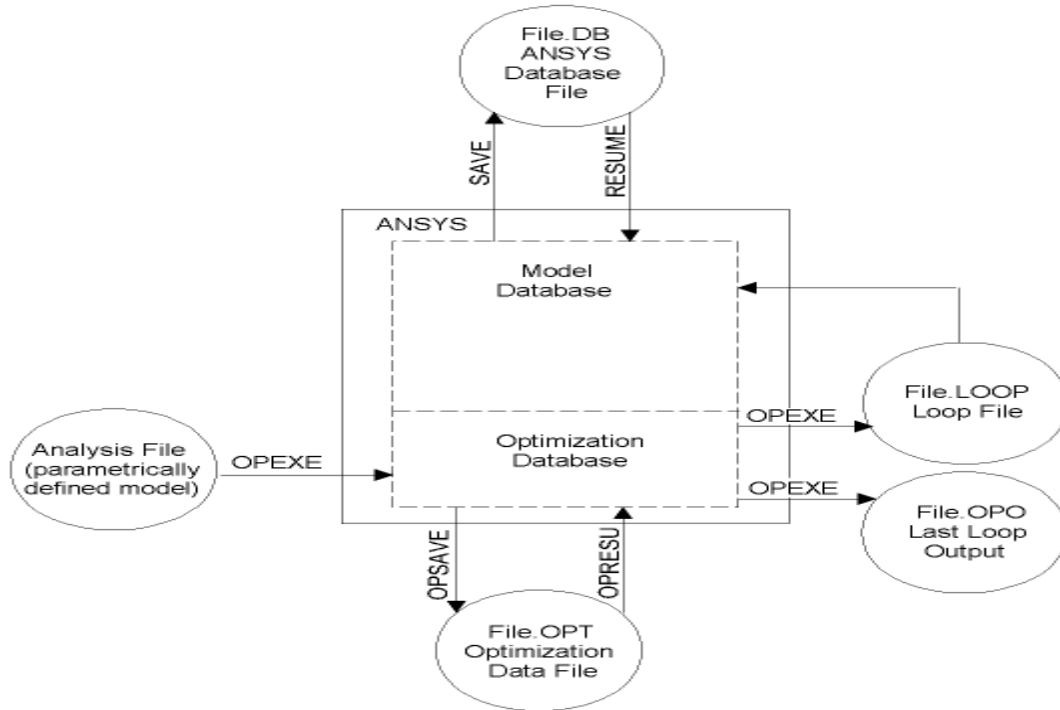 File.DB
ANSYS
Database
File
SAVE
RESUME
ANSYS
Model
Database
File.LOOP
Loop File
OPEXE
Optimization
Database
Analysis File
(parametrically
defined model)
OPEXE
OPEXE
File.OPO
Last Loop
Output
OPSAVE
OPRESU
File.OPT
Optimization
Data File